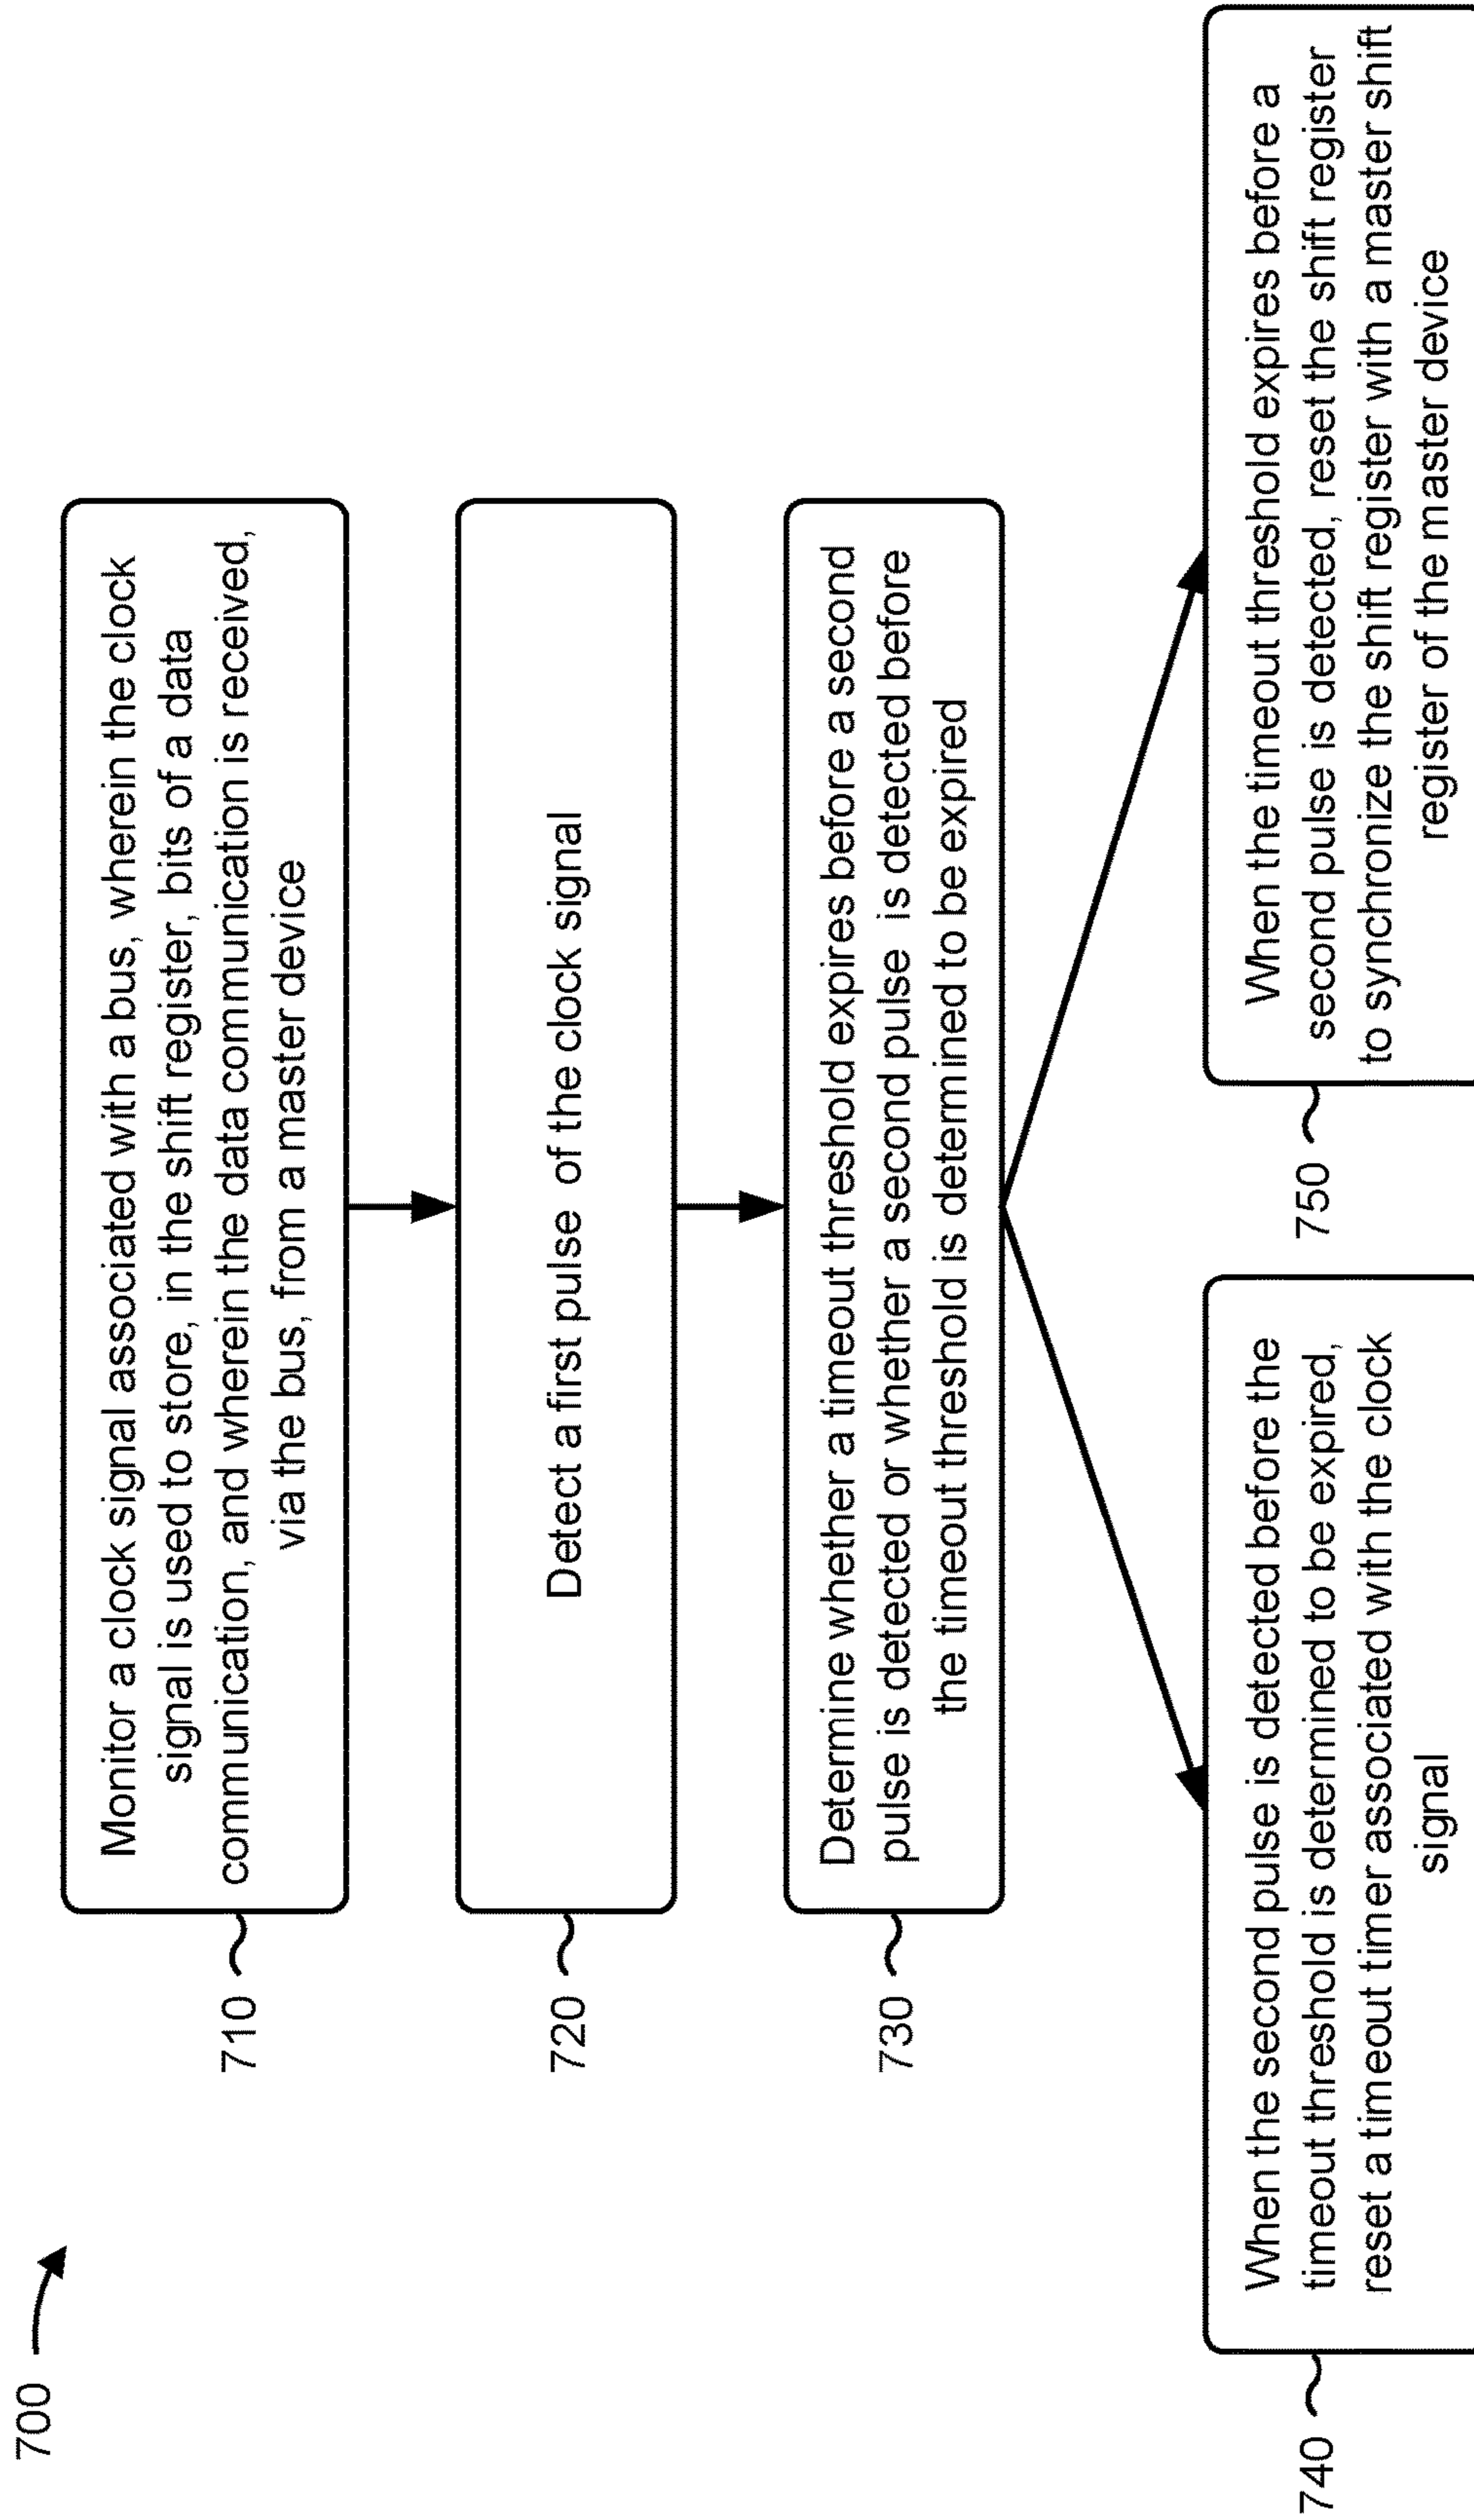 700
710
Monitor a clock signal associated with a bus, wherein the clock
signal is used to store, in the shift register, bits of a data
communication, and wherein the data communication is received,
via the bus, from a master device
720
Detect a first pulse of the clock signal
730
Determine whether a timeout threshold expires before a second
pulse is detected or whether a second pulse is detected before
the timeout threshold is determined to be expired
740
When the second pulse is detected before the
timeout threshold is determined to be expired,
reset a timeout timer associated with the clock
signal
750
When the timeout threshold expires before a
second pulse is detected, reset the shift register
to synchronize the shift register with a master shift
register of the master device